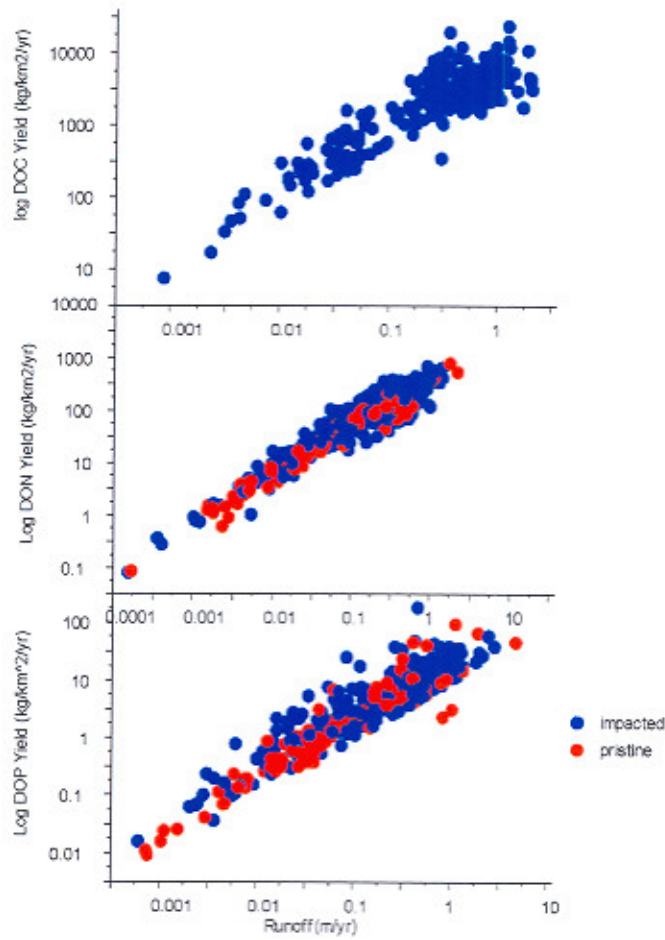 log DOC Yield (kg/km2/yr)
10000
1000
100
10
0.001 0.01 0.1 1
Log DON Yield (kg/km2/yr)
10000
1000
100
10
1
0.1
0.0001 0.001 0.01 0.1 1 10
Log DOP Yield (kg/km^2/yr)
100
10
1
0.1
0.01
0.001 0.01 0.1 1 10
Runoff (m/yr)
impacted
pristine